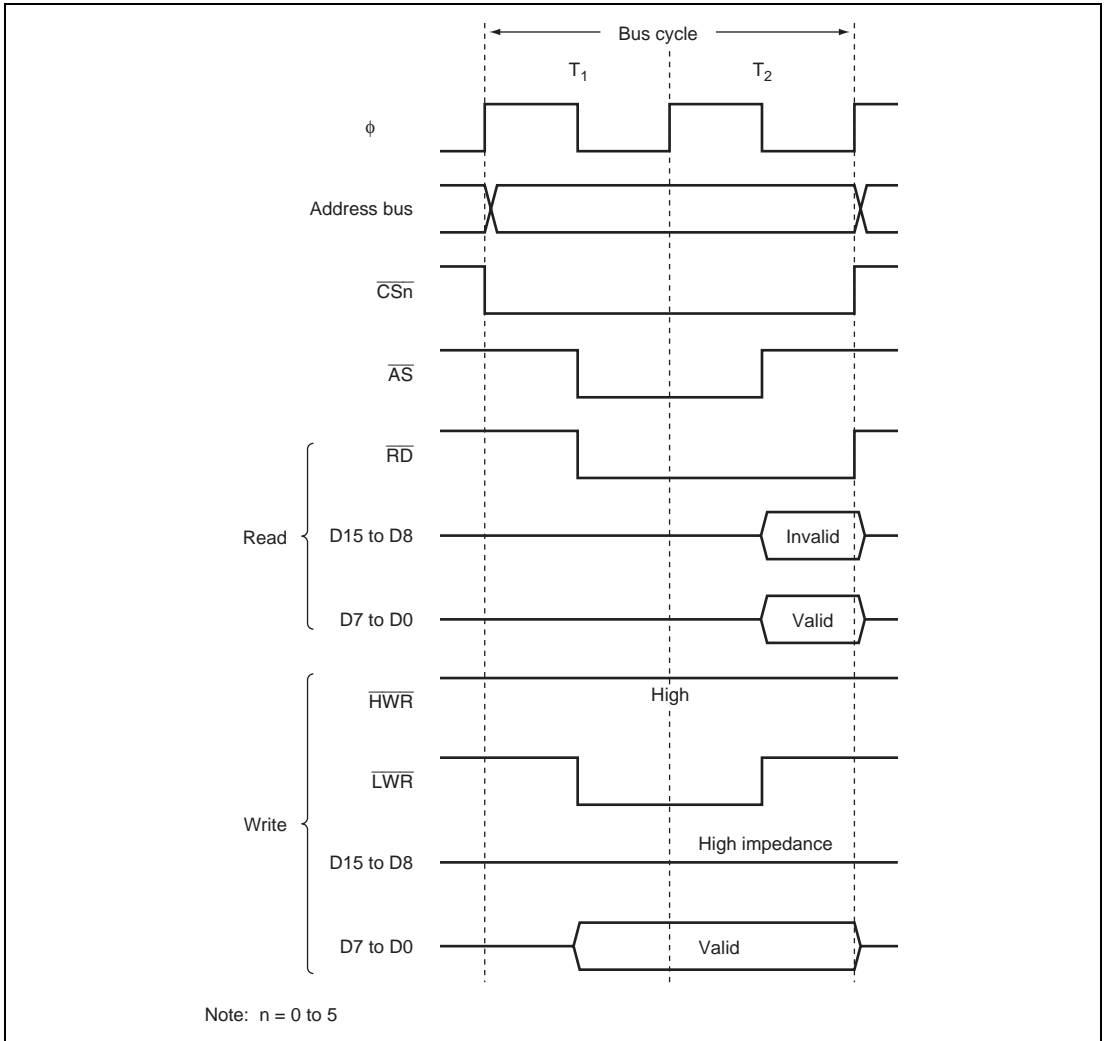 Bus cycle
T1 T2
ϕ
Address bus
CSn
AS
RD
Read D15 to D8 Invalid
D7 to D0 Valid
HWR High
LWR
Write
D15 to D8 High impedance
D7 to D0 Valid
Note: n = 0 to 5